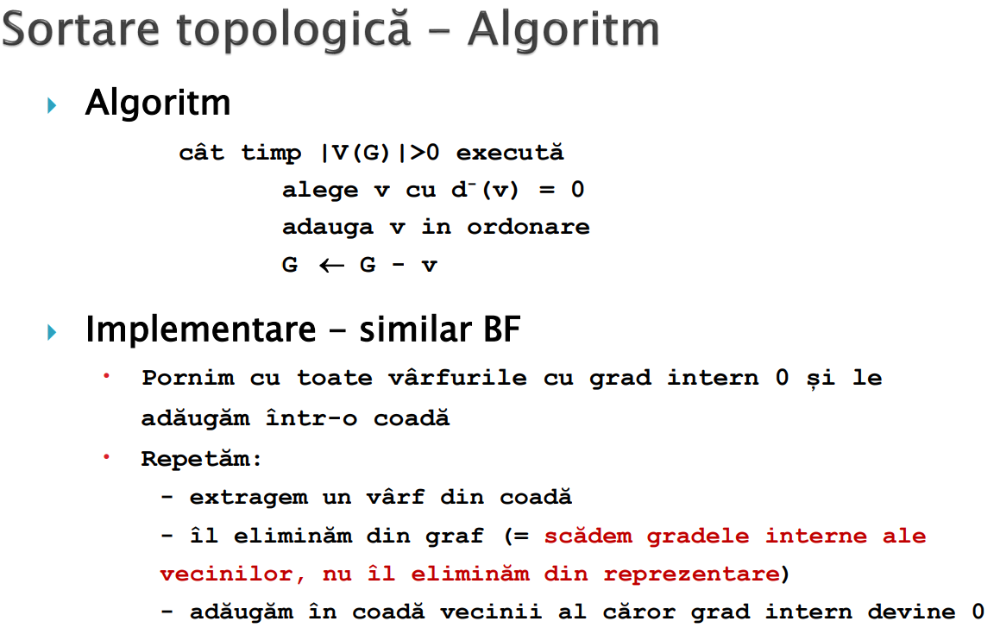 Sortare topologică – Algoritm
Algoritm
cât timp |V(G)|>0 execută
alege v cu d⁻(v) = 0
adauga v in ordonare
G ← G - v
Implementare – similar BF
• Pornim cu toate vârfurile cu grad intern 0 și le
adăugăm într-o coadă
• Repetăm:
- extragem un vârf din coadă
- îl eliminăm din graf (= scădem gradele interne ale
vecinilor, nu îl eliminăm din reprezentare)
- adăugăm în coadă vecinii al căror grad intern devine 0